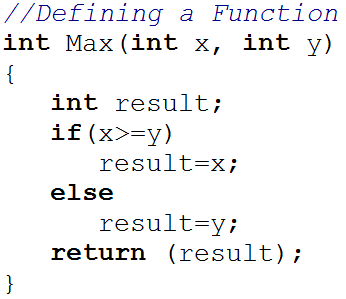 //Defining a Function
int Max(int x, int y)
{
   int result;
   if(x>=y)
      result=x;
   else
      result=y;
   return (result);
}